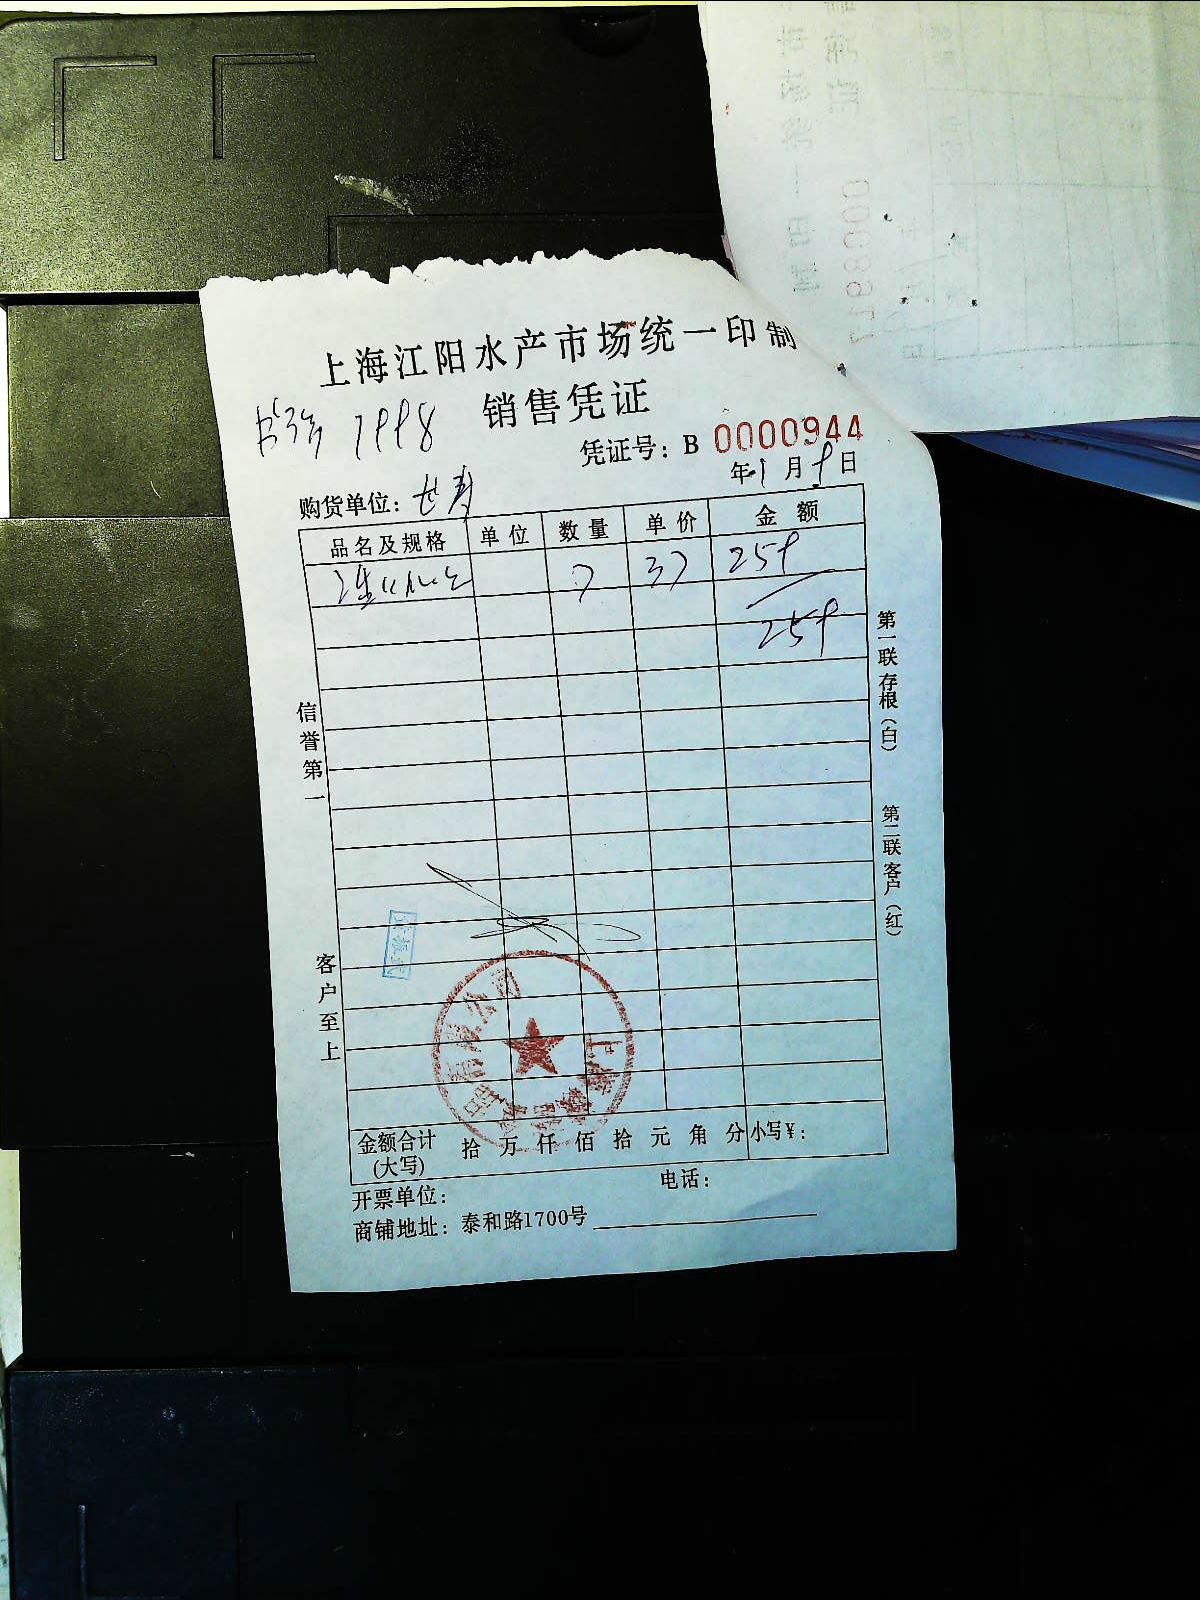 上海江阳水产市场统一印制
销售凭证
凭证号：B 0000944
年 1 月 9 日
购货单位：世寿
品名及规格 单位 数量 单价 金额
7 37 259
259
信誉第一
客户至上
第一联存根（白）
第二联客户（红）
金额合计（大写） 拾 万 仟 佰 拾 元 角 分 小写¥：
开票单位： 电话：
商铺地址：泰和路1700号